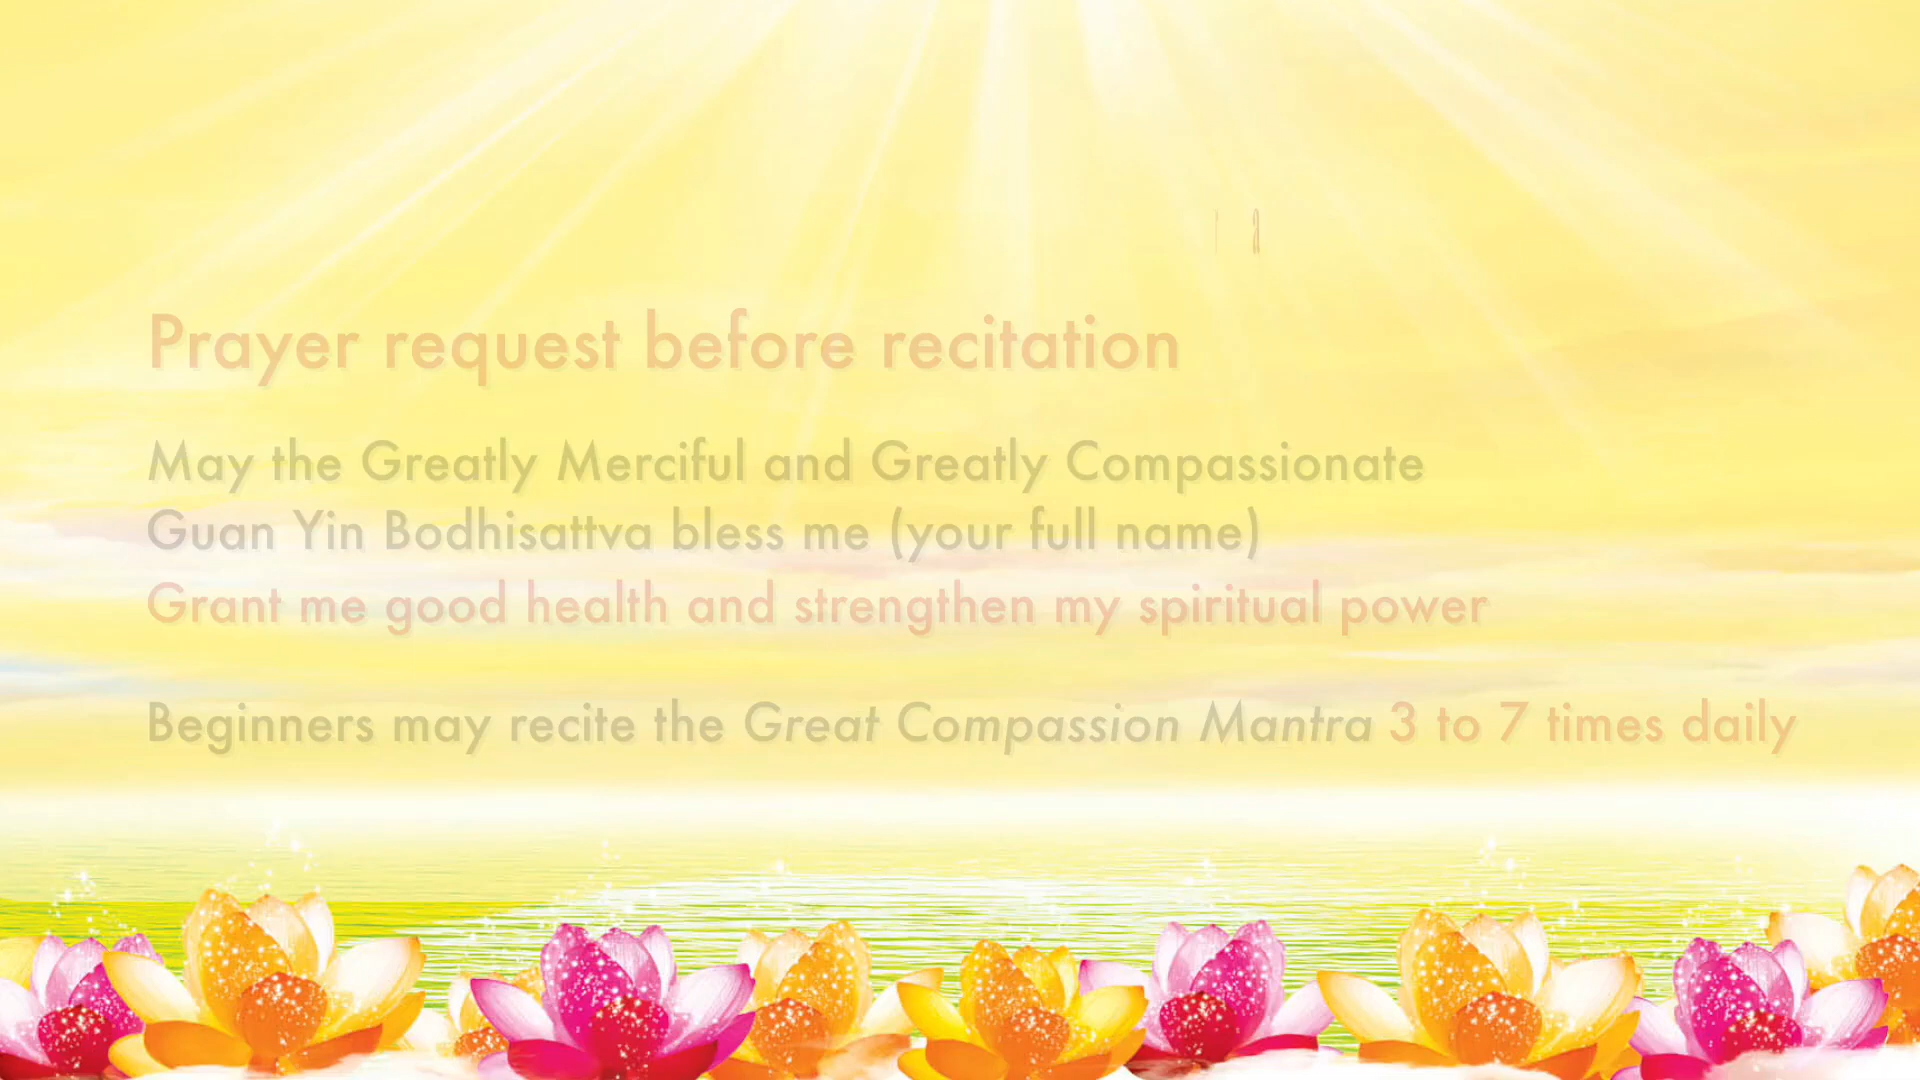 Prayer request before recitation
May the Greatly Merciful and Greatly Compassionate
Guan Yin Bodhisattva bless me (your full name)
Grant me good health and strengthen my spiritual power
Beginners may recite the Great Compassion Mantra 3 to 7 times daily